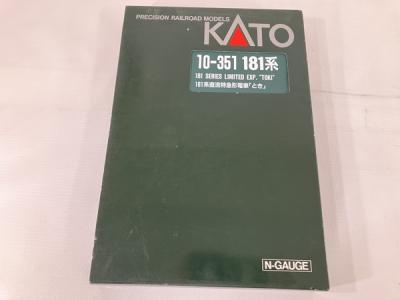 PRECISION RAILROAD MODELS
KATO
10-351 181系
181 SERIES LIMITED EXP. "TOKI"
181系直流特急形電車「とき」
N-GAUGE